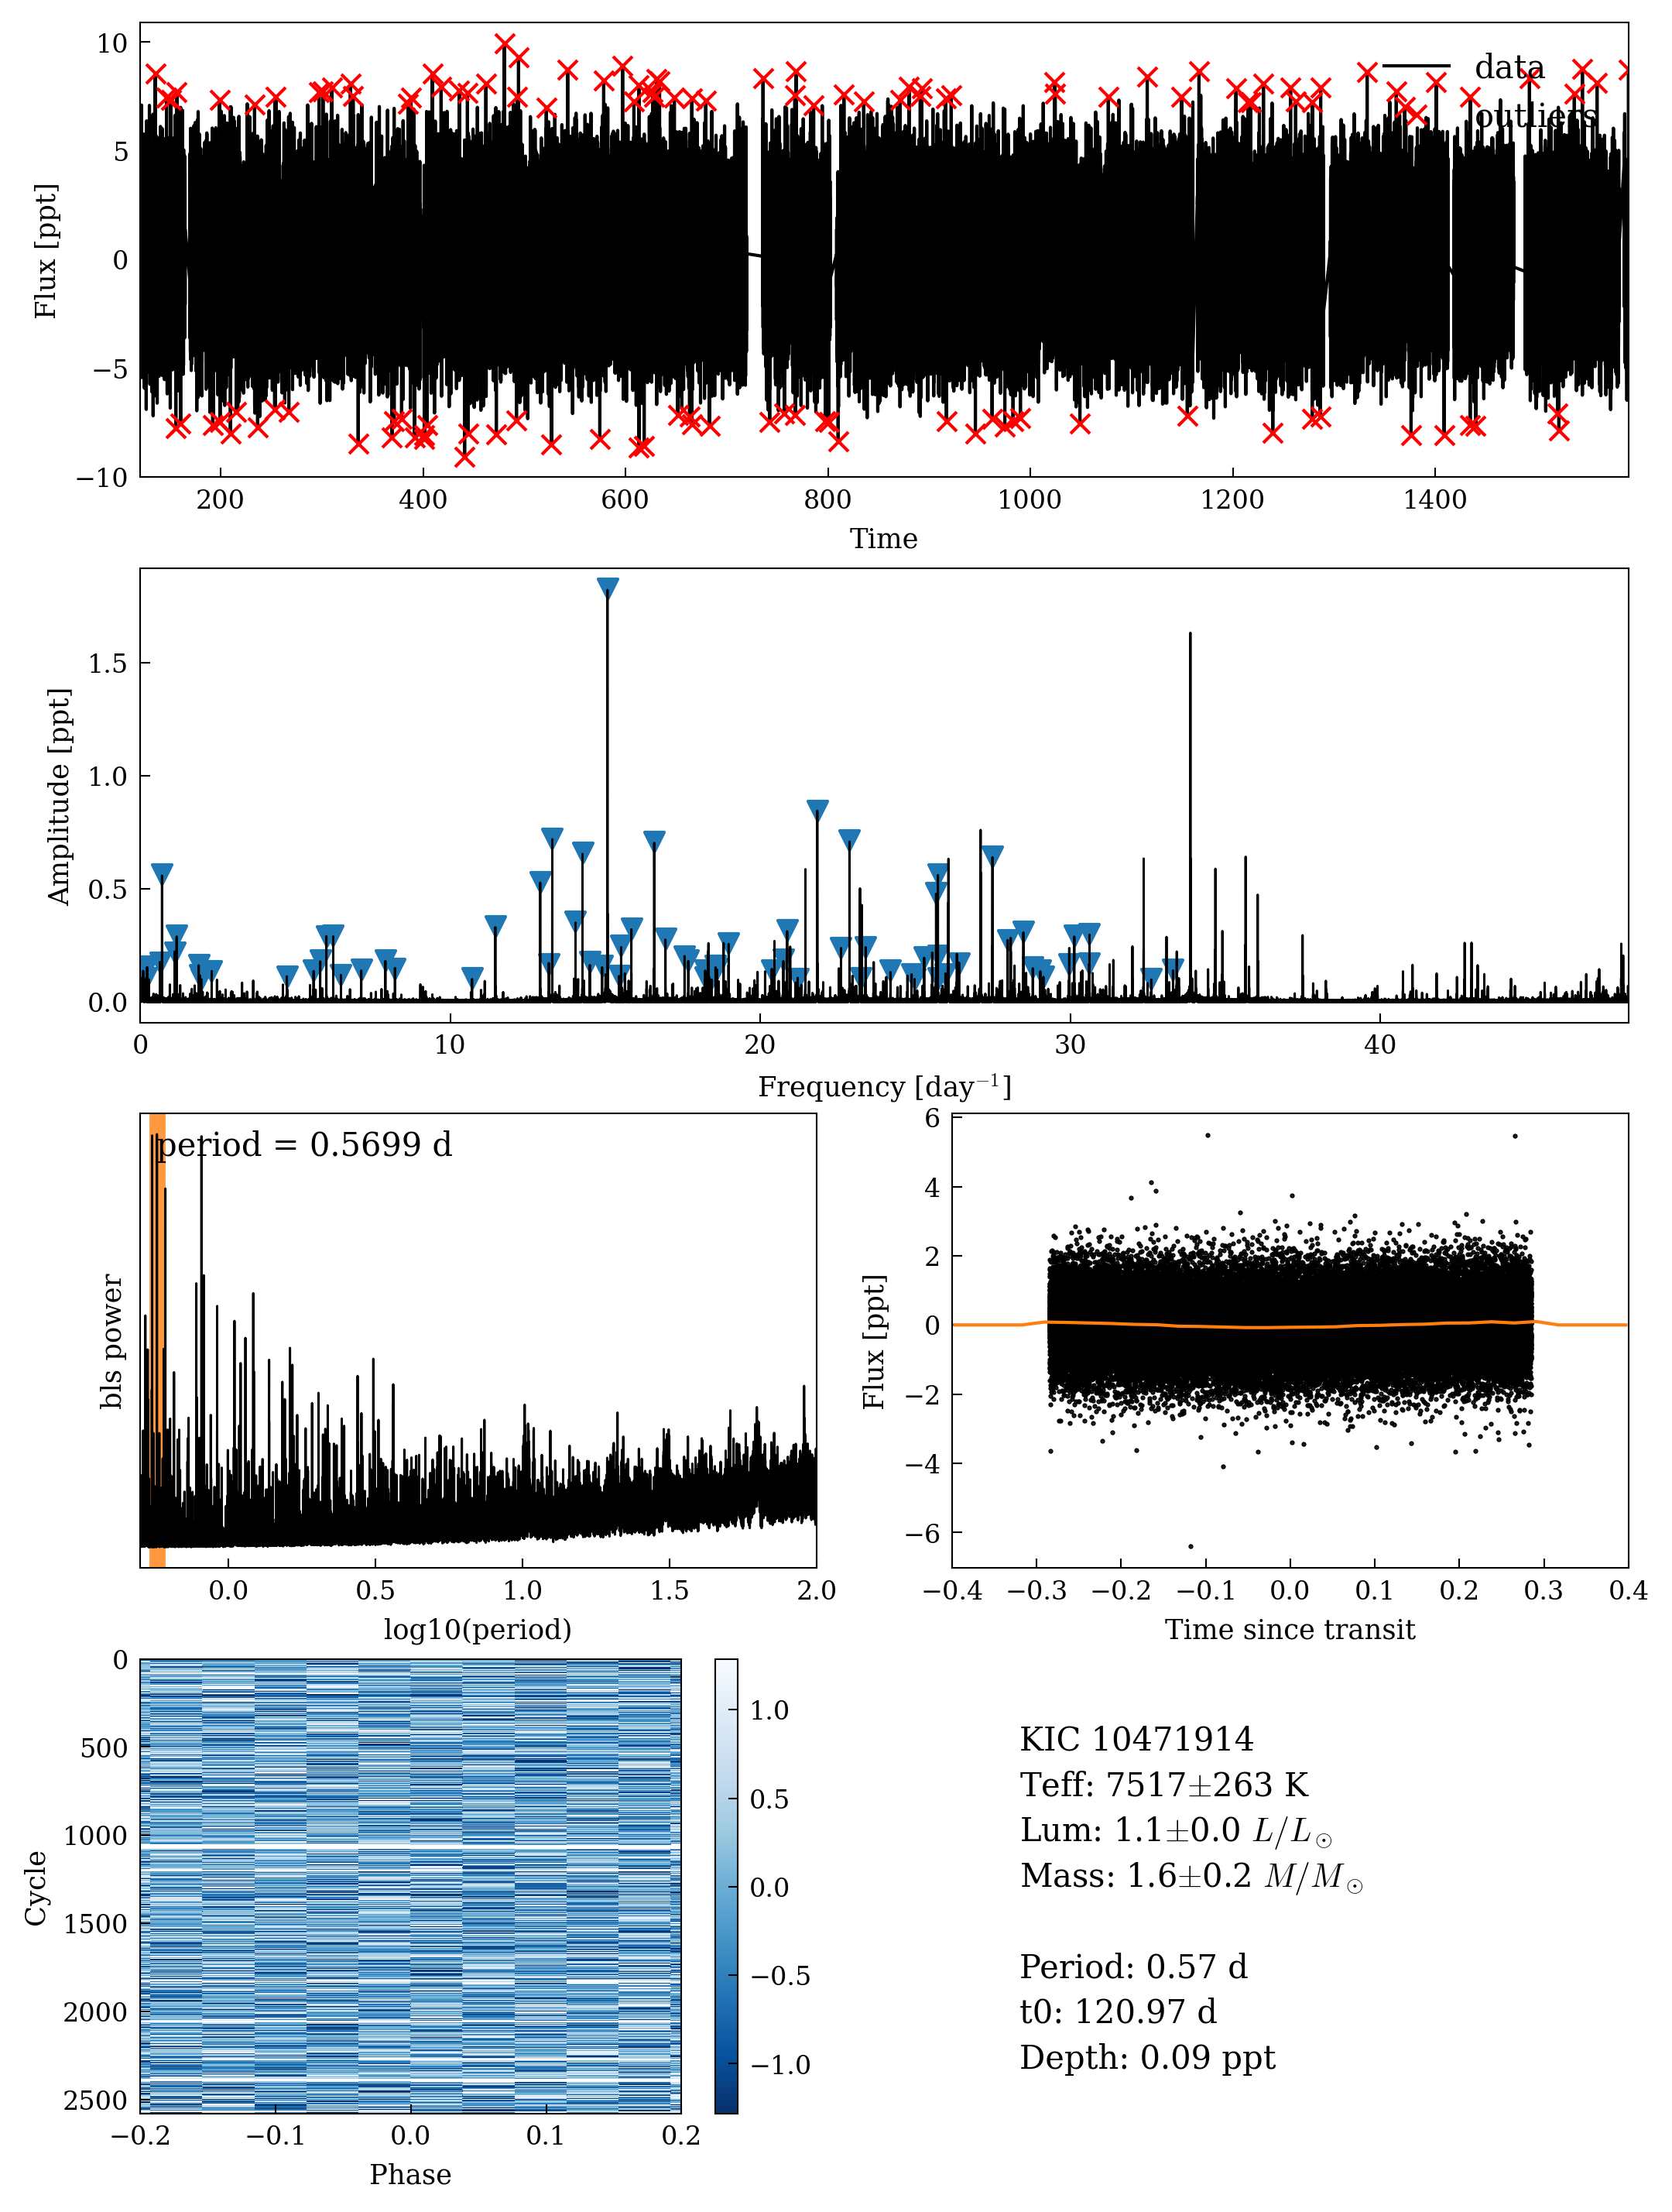 10
5
0
−5
−10
Flux [ppt]
data
outliers
200 400 600 800 1000 1200 1400
Time
1.5
1.0
0.5
0.0
Amplitude [ppt]
0 10 20 30 40
Frequency [day⁻¹]
period = 0.5699 d
bls power
0.0 0.5 1.0 1.5 2.0
log10(period)
6
4
2
0
−2
−4
−6
Flux [ppt]
−0.4 −0.3 −0.2 −0.1 0.0 0.1 0.2 0.3 0.4
Time since transit
0
500
1000
1500
2000
2500
Cycle
−0.2 −0.1 0.0 0.1 0.2
Phase
1.0
0.5
0.0
−0.5
−1.0
KIC 10471914
Teff: 7517±263 K
Lum: 1.1±0.0 L/L⊙
Mass: 1.6±0.2 M/M⊙
Period: 0.57 d
t0: 120.97 d
Depth: 0.09 ppt